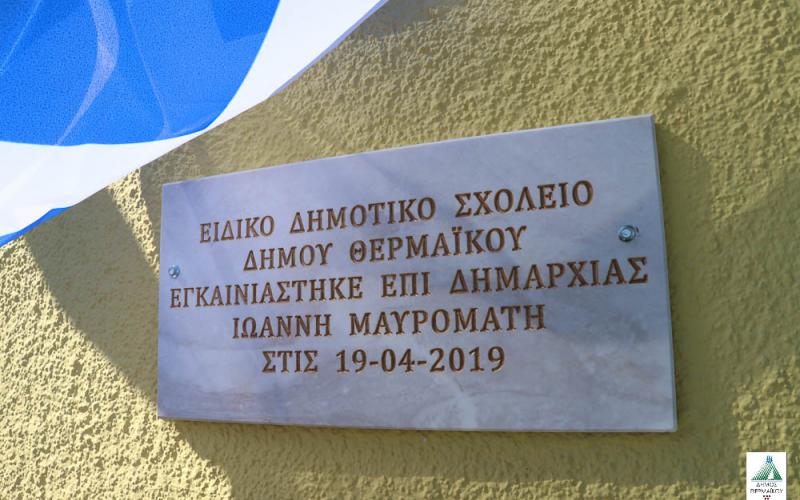 ΕΙΔΙΚΟ ΔΗΜΟΤΙΚΟ ΣΧΟΛΕΙΟ
ΔΗΜΟΥ ΘΕΡΜΑΪΚΟΥ
ΕΓΚΑΙΝΙΑΣΤΗΚΕ ΕΠΙ ΔΗΜΑΡΧΙΑΣ
ΙΩΑΝΝΗ ΜΑΥΡΟΜΑΤΗ
ΣΤΙΣ 19-04-2019
ΔΗΜΟΣ
ΘΕΡΜΑΪΚΟΥ